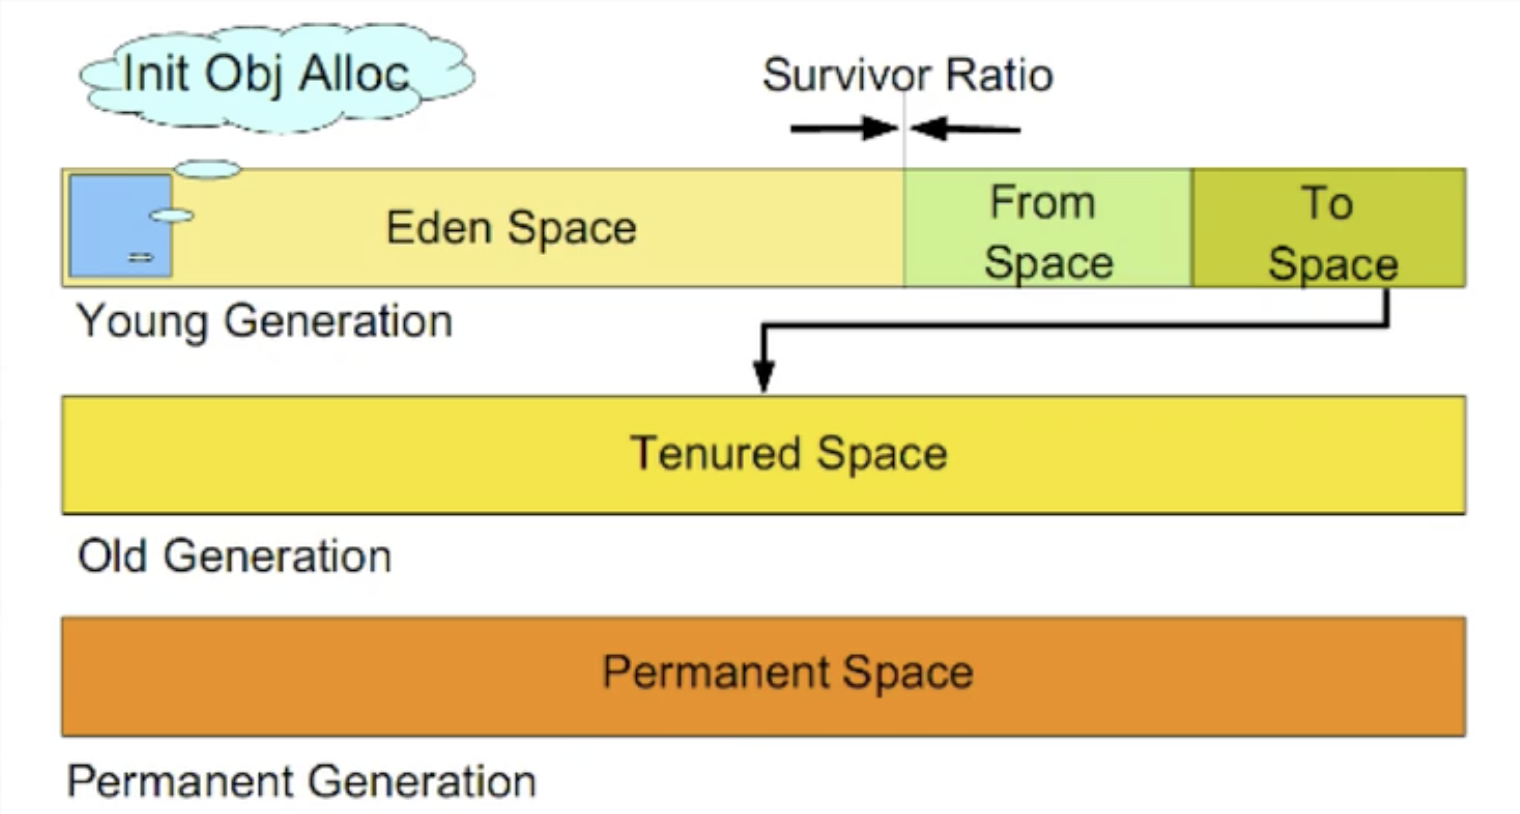 Init Obj Alloc
Survivor Ratio
Eden Space
From
Space
To
Space
Young Generation
Tenured Space
Old Generation
Permanent Space
Permanent Generation